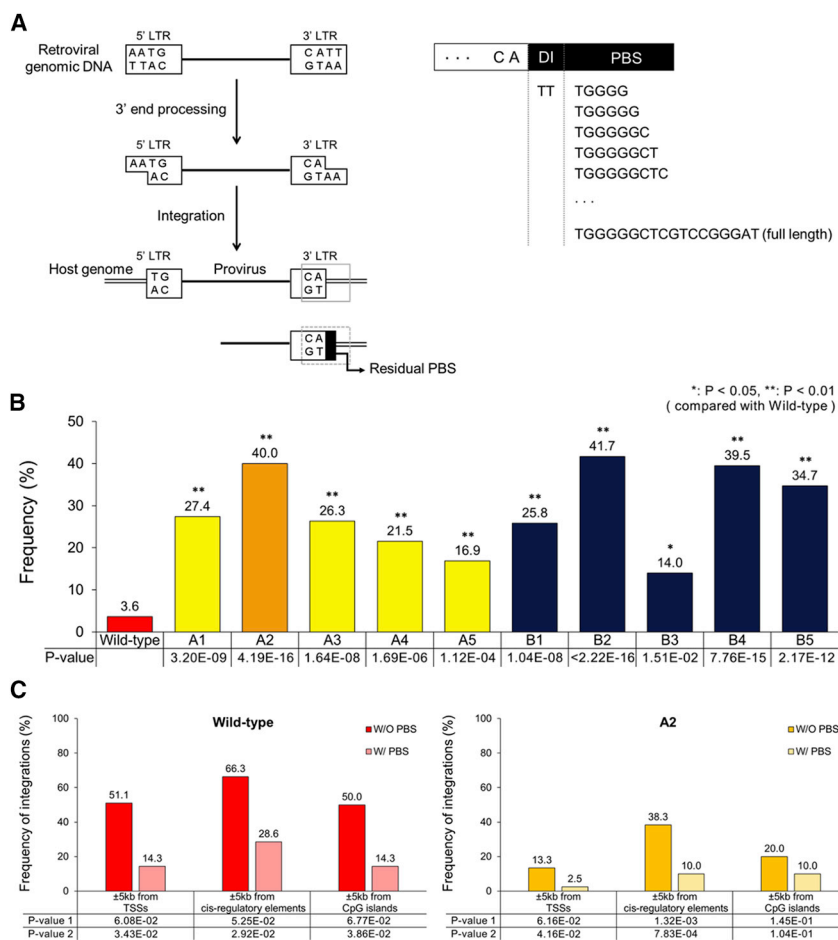 A
Retroviral
genomic DNA
5' LTR
AATG
TTAC
3' LTR
CATT
GTAA
3' end processing
5' LTR
AATG
AC
3' LTR
CA
GTAA
Integration
5' LTR
3' LTR
Host genome
TG
AC
Provirus
CA
GT
CA
GT
Residual PBS
· · · CA DI PBS
TT TGGGG
TGGGGG
TGGGGGC
TGGGGGCT
TGGGGGCTC
· · ·
TGGGGGCTCGTCCGGGAT (full length)
B
*: P < 0.05, **: P < 0.01
( compared with Wild-type )
Frequency (%)
50
40
30
20
10
0
3.6
** 27.4
** 40.0
** 26.3
** 21.5
** 16.9
** 25.8
** 41.7
* 14.0
** 39.5
** 34.7
Wild-type A1 A2 A3 A4 A5 B1 B2 B3 B4 B5
P-value 3.20E-09 4.19E-16 1.64E-08 1.69E-06 1.12E-04 1.04E-08 <2.22E-16 1.51E-02 7.76E-15 2.17E-12
C
Wild-type
Frequency of integrations (%)
100
80
60
40
20
0
W/O PBS
W/ PBS
51.1
14.3
66.3
28.6
50.0
14.3
±5kb from ±5kb from ±5kb from
TSSs cis-regulatory elements CpG islands
P-value 1 6.08E-02 5.25E-02 6.77E-02
P-value 2 3.43E-02 2.92E-02 3.86E-02
A2
Frequency of integrations (%)
100
80
60
40
20
0
W/O PBS
W/ PBS
13.3
2.5
38.3
10.0
20.0
10.0
±5kb from ±5kb from ±5kb from
TSSs cis-regulatory elements CpG islands
P-value 1 6.16E-02 1.32E-03 1.45E-01
P-value 2 4.16E-02 7.83E-04 1.04E-01